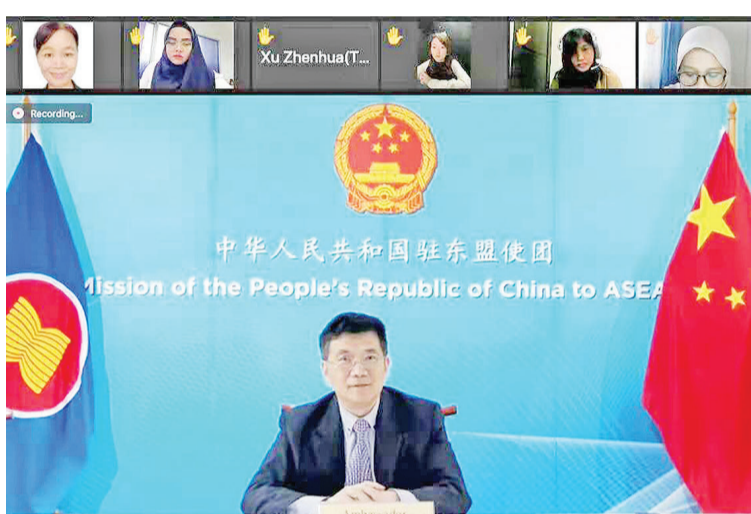 Xu Zhenhua(T...
Recording...
中华人民共和国驻东盟使团
Mission of the People's Republic of China to ASEA
Ambassador